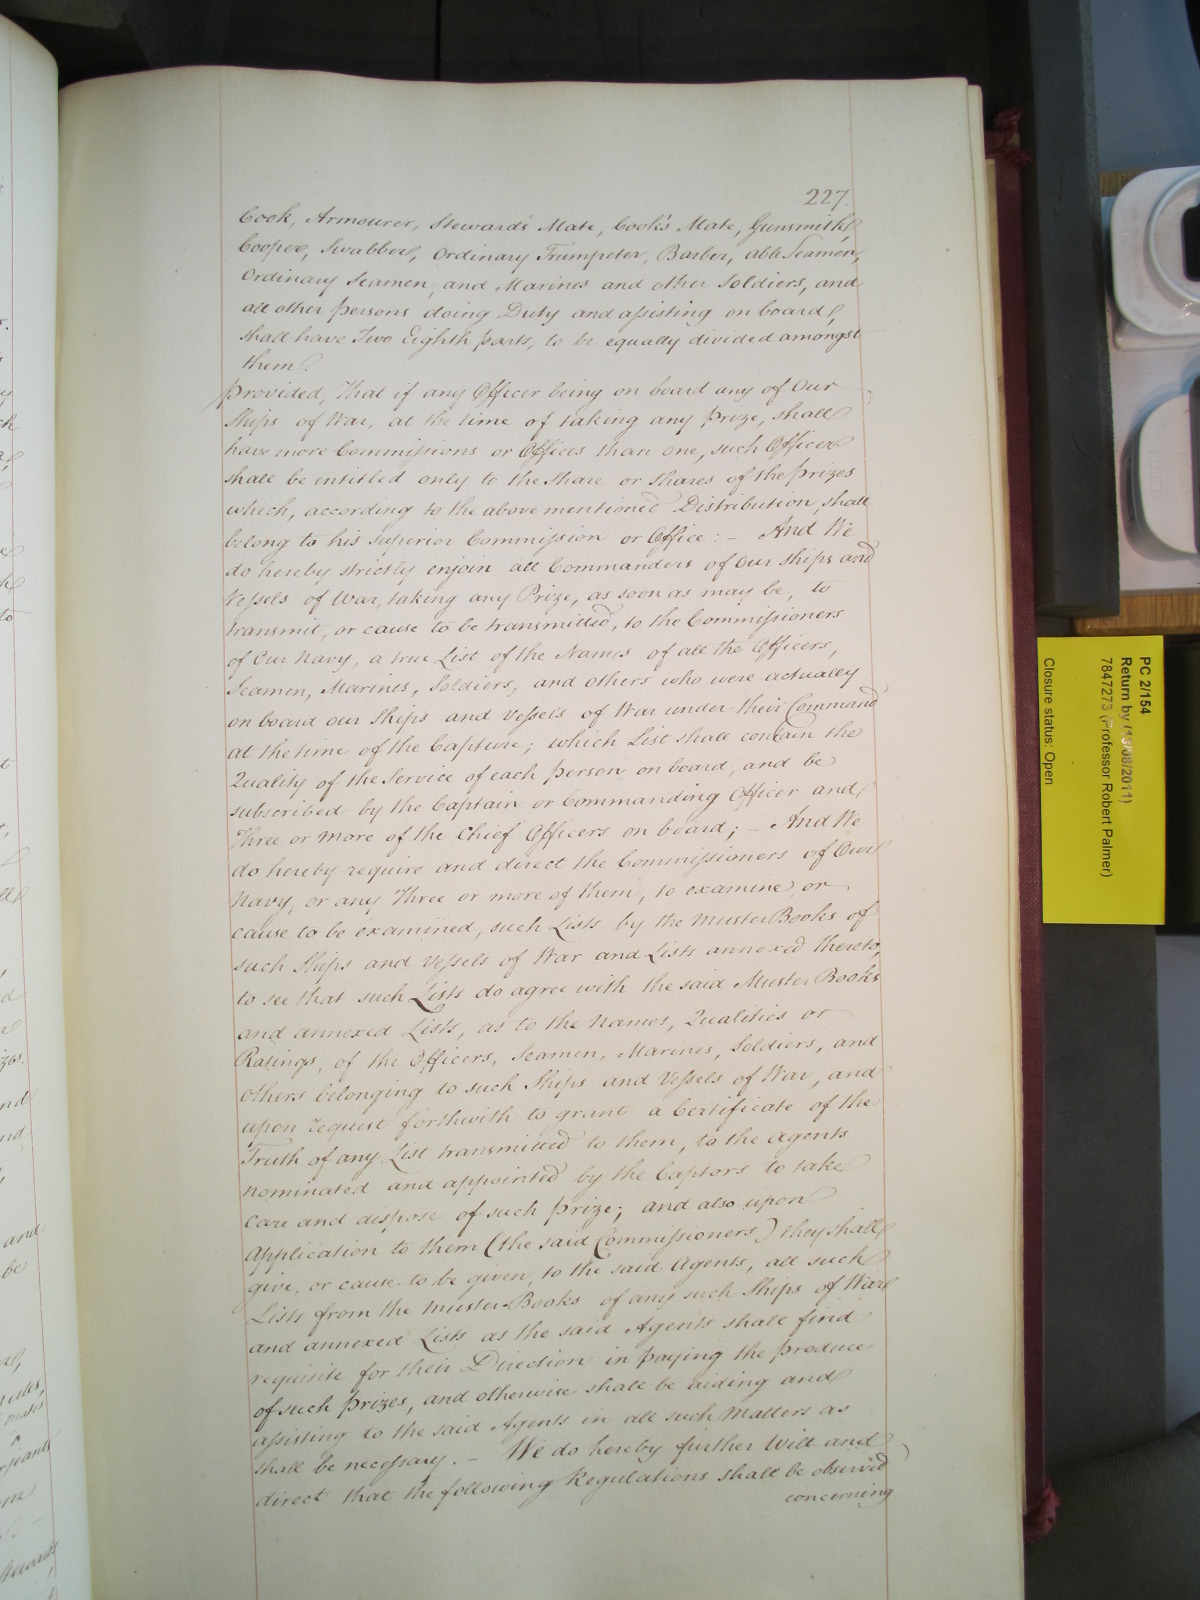 227.
Cook, Armourer, Steward's Mate, Cook's Mate, Gunsmith,
Cooper, Swabber, Ordinary Trumpeter, Barber, able Seamen,
Ordinary Seamen, and Marines and other Soldiers, and
all other persons doing Duty and assisting on board,
shall have Two Eighth parts, to be equally divided amongst
them.
Provided, That if any Officer being on board any of Our
Ships of War, at the time of taking any Prize, shall
have more Commissions or Offices than one, such Officer
shall be entitled only to the Share or Shares of the Prizes
which, according to the abovementioned Distribution, shall
belong to his superior Commission or Office :- And We
do hereby strictly enjoin all Commanders of Our Ships and
Vessels of War, taking any Prize, as soon as may be, to
transmit, or cause to be transmitted, to the Commissioners
of Our Navy, a true List of the Names of all the Officers,
Seamen, Marines, Soldiers, and others who were actually
on board our Ships and Vessels of War under their Command
at the time of the Capture; which List shall contain the
Quality of the Service of each person on board, and be
subscribed by the Captain or Commanding Officer and
Three or more of the Chief Officers on board; - And We
do hereby require and direct the Commissioners of Our
Navy, or any Three or more of them, to examine or
cause to be examined, such Lists by the Muster Books of
such Ships and Vessels of War and Lists annexed thereto,
to see that such Lists do agree with the said Muster Books
and annexed Lists, as to the Names, Qualities or
Ratings, of the Officers, Seamen, Marines, Soldiers, and
others belonging to such Ships and Vessels of War, and
upon request forthwith to grant a Certificate of the
Truth of any List transmitted to them, to the Agents
nominated and appointed by the Captors to take
Care and dispose of such Prize; and also upon
Application to them (the said Commissioners) they shall
give, or cause to be given, to the said Agents, all such
Lists from the Muster-Books of any such Ships of War
and annexed Lists as the said Agents shall find
requisite for their Direction in paying the produce
of such Prizes, and otherwise shall be aiding and
assisting to the said Agents in all such Matters as
shall be necessary. - We do hereby further Will and
direct that the following Regulations shall be observed
concerning
PC 2/154
Return by (13/08/2011)
7847273 (Professor Robert Palmer)
Closure status: Open